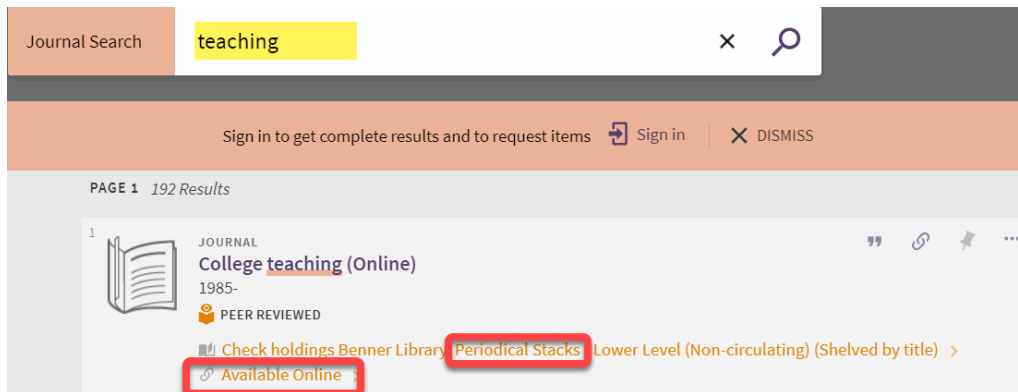 Journal Search teaching
Sign in to get complete results and to request items Sign in DISMISS
PAGE 1 192 Results
1
JOURNAL
College teaching (Online)
1985-
PEER REVIEWED
Check holdings Benner Library Periodical Stacks Lower Level (Non-circulating) (Shelved by title)
Available Online